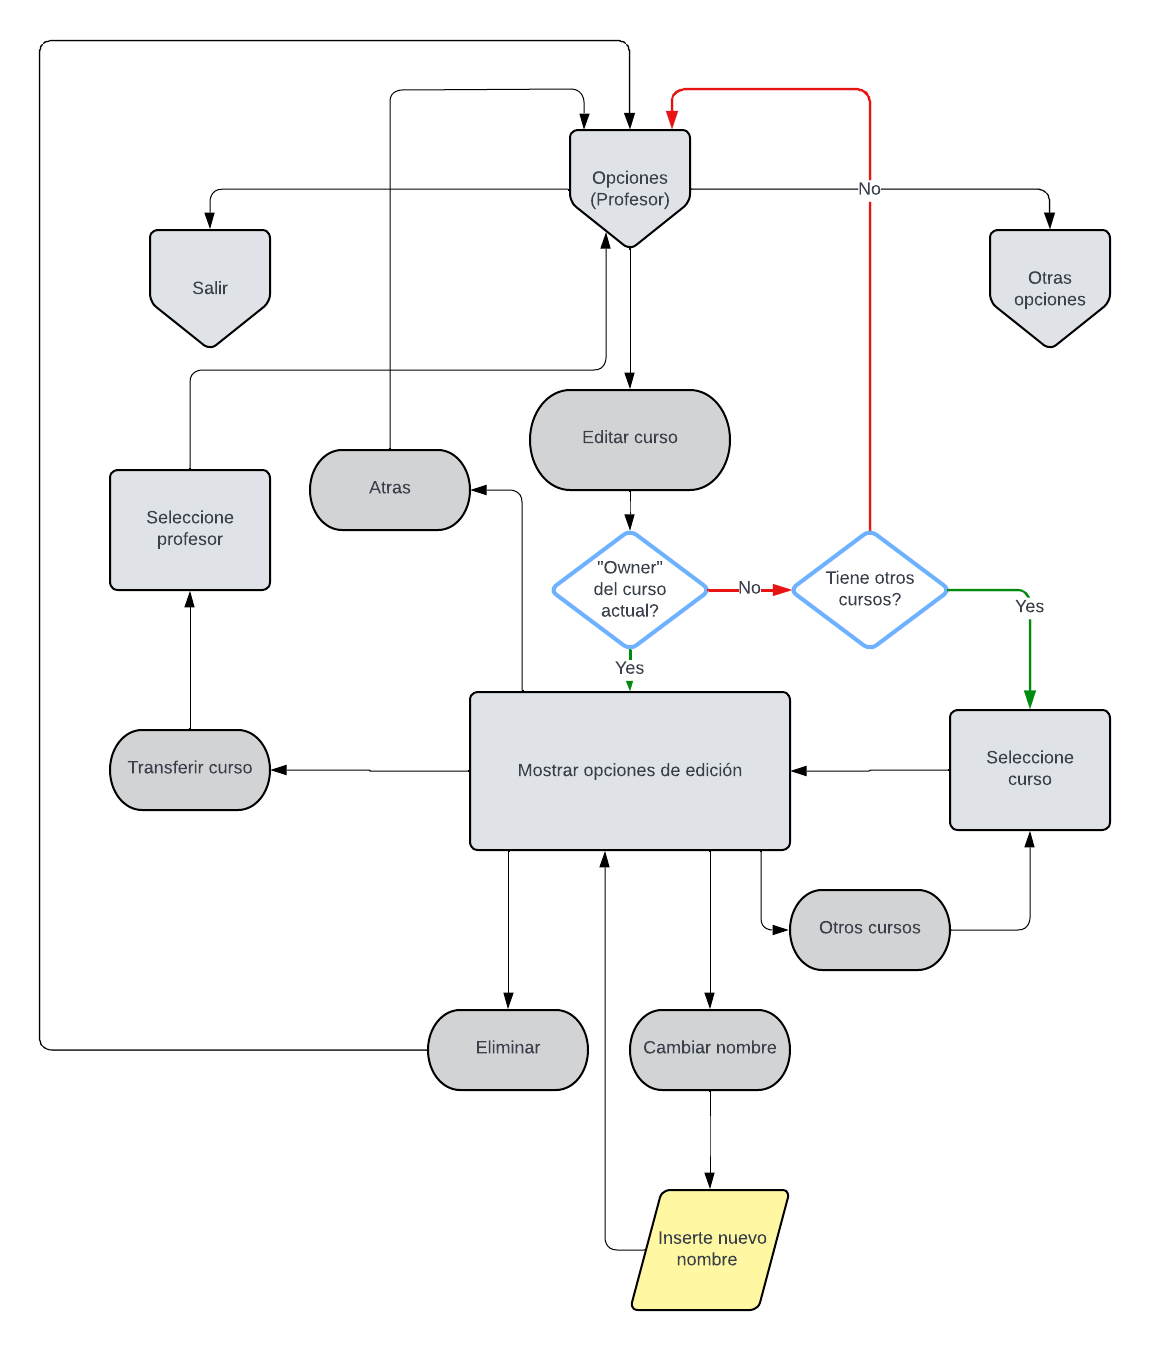 Opciones
(Profesor)
No
Salir
Otras
opciones
Editar curso
Atras
Seleccione
profesor
"Owner"
del curso
actual?
No
Tiene otros
cursos?
Yes
Yes
Transferir curso
Mostrar opciones de edición
Seleccione
curso
Otros cursos
Eliminar
Cambiar nombre
Inserte nuevo
nombre